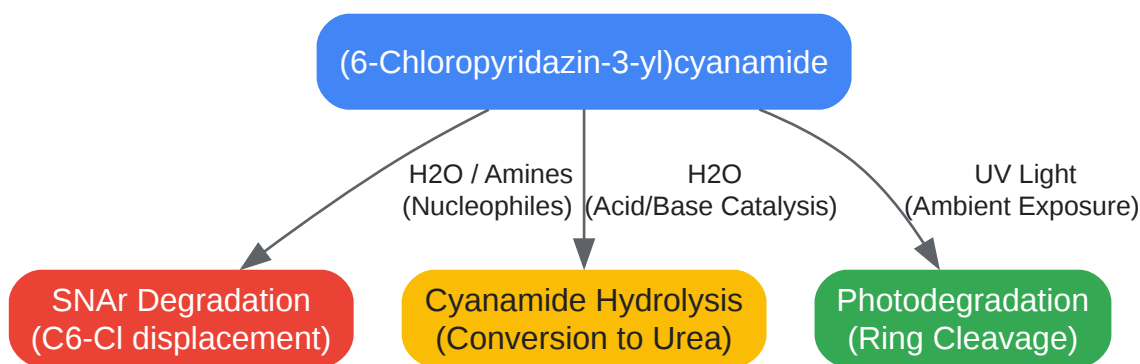 (6-Chloropyridazin-3-yl)cyanamide
H2O / Amines
(Nucleophiles)
H2O
(Acid/Base Catalysis)
UV Light
(Ambient Exposure)
SNAr Degradation
(C6-Cl displacement)
Cyanamide Hydrolysis
(Conversion to Urea)
Photodegradation
(Ring Cleavage)